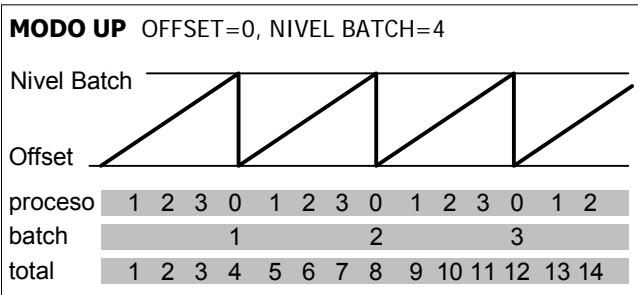 MODO UP OFFSET=0, NIVEL BATCH=4
Nivel Batch
Offset
proceso 1 2 3 0 1 2 3 0 1 2 3 0 1 2
batch 1 2 3
total 1 2 3 4 5 6 7 8 9 10 11 12 13 14